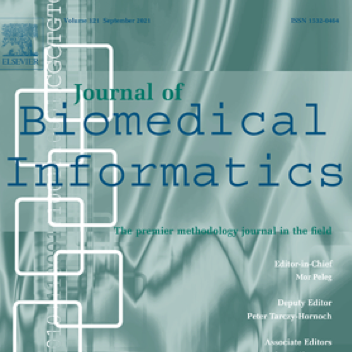 Volume 121 September 2021 ISSN 1532-0464
ELSEVIER
Journal of
Biomedical
Informatics
The premier methodology journal in the field
Editor-in-Chief
Mor Peleg
Deputy Editor
Peter Tarczy-Hornoch
Associate Editors